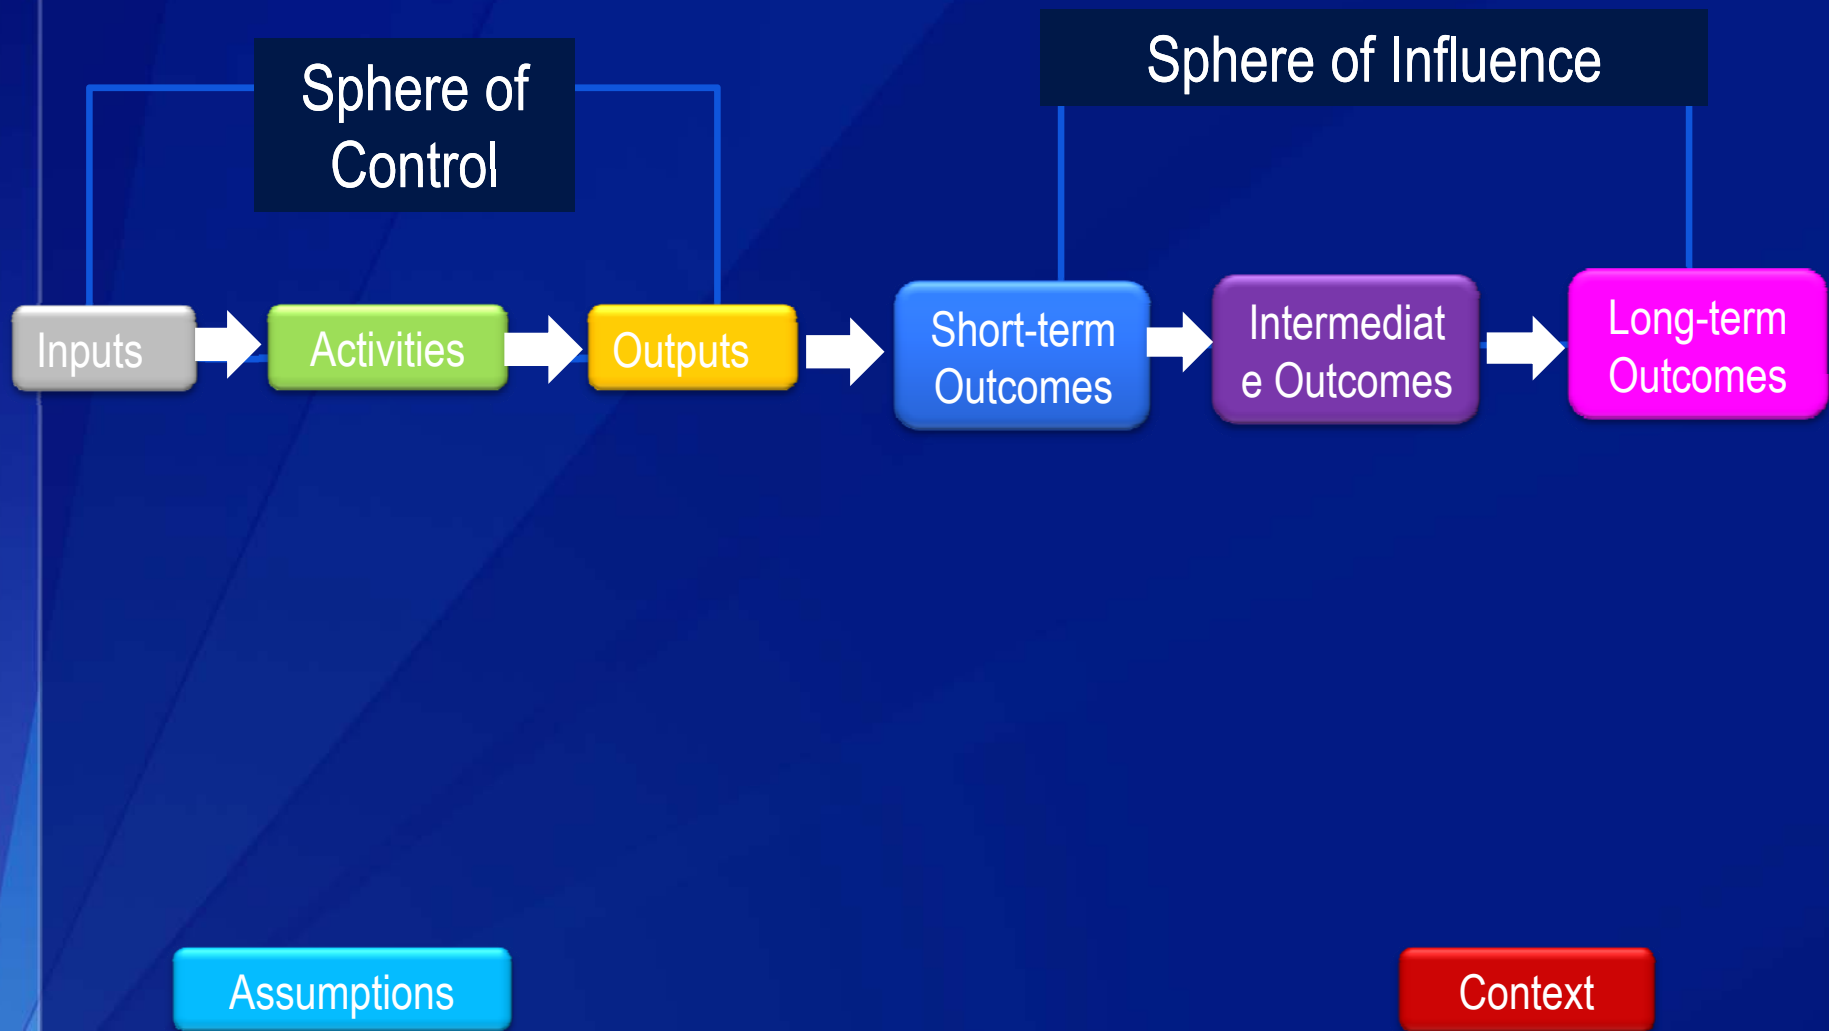 Sphere of
Control
Sphere of Influence
Inputs
Activities
Outputs
Short-term
Outcomes
Intermediat
e Outcomes
Long-term
Outcomes
Assumptions
Context